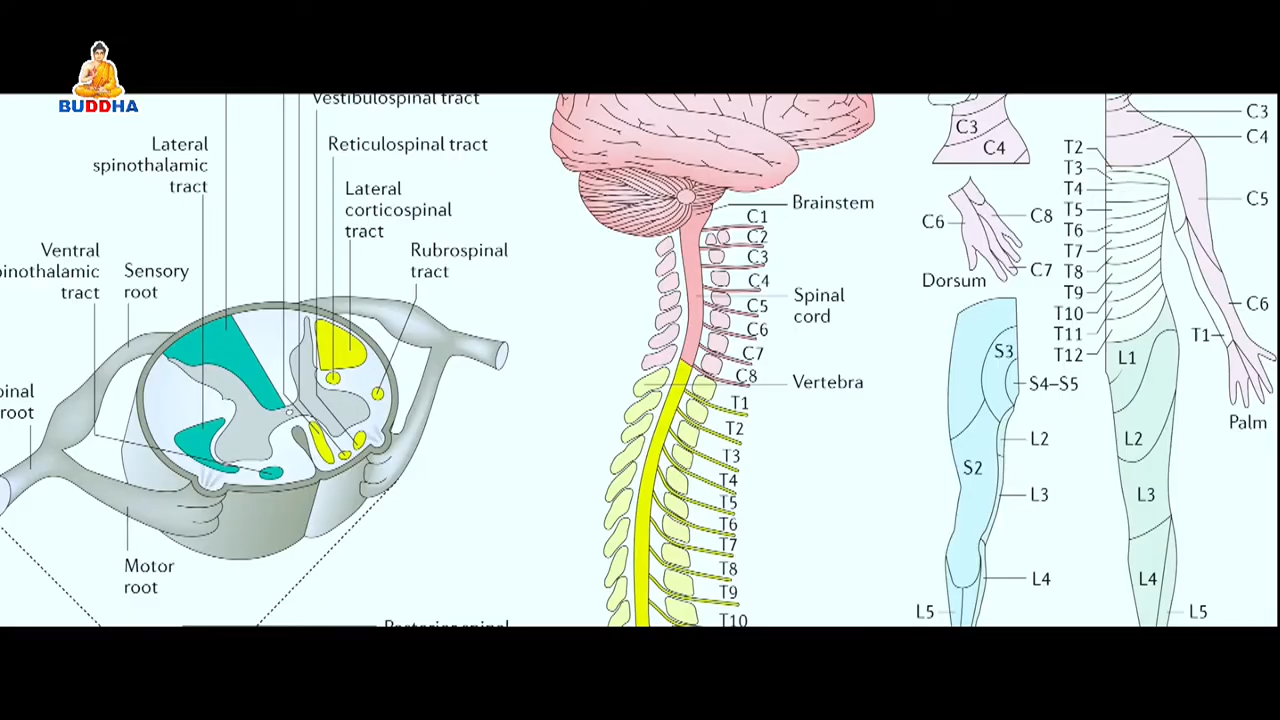 BUDDHA
Vestibulospinal tract
Lateral
spinothalamic
tract
Reticulospinal tract
Lateral
corticospinal
tract
Ventral
pinothalamic
tract
Sensory
root
Rubrospinal
tract
inal
root
Motor
root
Brainstem
C1
C2
C3
C4
C5
C6
C7
C8
Spinal
cord
Vertebra
T1
T2
T3
T4
T5
T6
T7
T8
T9
T10
C3
C4
C6
C8
C7
Dorsum
S3
S4–S5
L2
S2
L3
L4
L5
C3
C4
T2
T3
T4
T5
T6
T7
T8
T9
T10
T11
T12
C5
C6
T1
Palm
L1
L2
L3
L4
L5